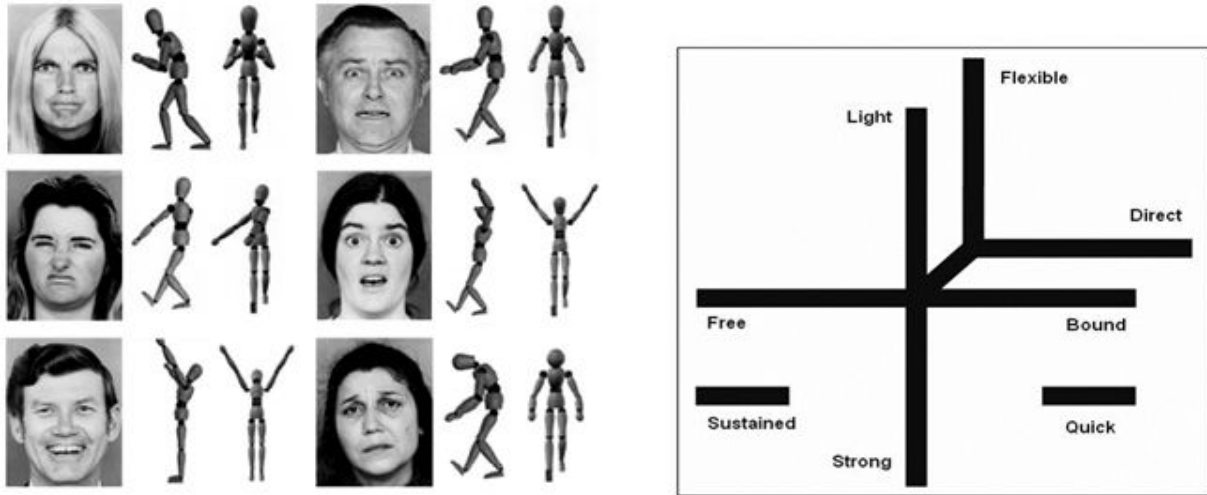 Flexible
Light
Direct
Free
Bound
Sustained
Quick
Strong